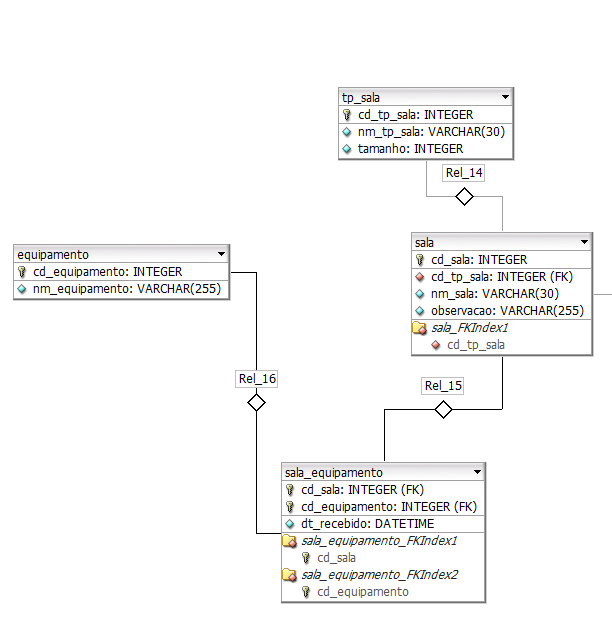 tp_sala
cd_tp_sala: INTEGER
nm_tp_sala: VARCHAR(30)
tamanho: INTEGER
Rel_14
sala
cd_sala: INTEGER
cd_tp_sala: INTEGER (FK)
nm_sala: VARCHAR(30)
observacao: VARCHAR(255)
sala_FKIndex1
cd_tp_sala
equipamento
cd_equipamento: INTEGER
nm_equipamento: VARCHAR(255)
Rel_16
Rel_15
sala_equipamento
cd_sala: INTEGER (FK)
cd_equipamento: INTEGER (FK)
dt_recebido: DATETIME
sala_equipamento_FKIndex1
cd_sala
sala_equipamento_FKIndex2
cd_equipamento